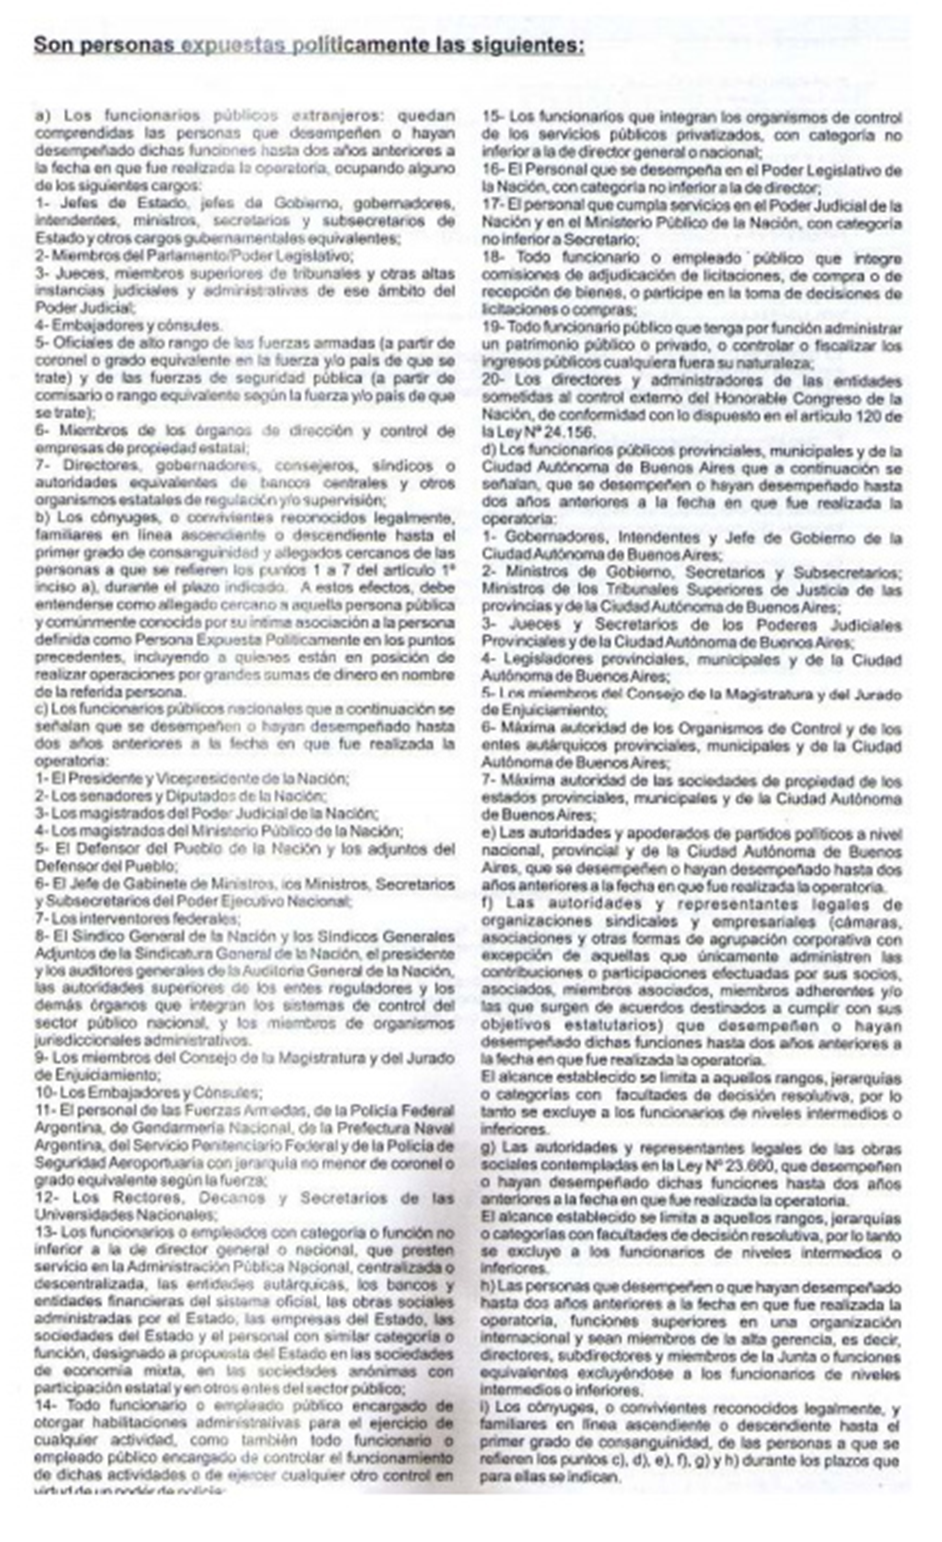 Son personas expuestas políticamente las siguientes:
a) Los funcionarios públicos extranjeros: quedan
comprendidas las personas que desempeñen o hayan
desempeñado dichas funciones hasta dos años anteriores a
la fecha en que fue realizada la operatoria, ocupando alguno
de los siguientes cargos:
1- Jefes de Estado, jefes de Gobierno, gobernadores,
intendentes, ministros, secretarios y subsecretarios de
Estado y otros cargos gubernamentales equivalentes;
2- Miembros del Parlamento/Poder Legislativo;
3- Jueces, miembros superiores de tribunales y otras altas
instancias judiciales y administrativas de ese ámbito del
Poder Judicial;
4- Embajadores y cónsules.
5- Oficiales de alto rango de las fuerzas armadas (a partir de
coronel o grado equivalente en la fuerza y/o país de que se
trate) y de las fuerzas de seguridad pública (a partir de
comisario o rango equivalente según la fuerza y/o país de que
se trate);
6- Miembros de los órganos de dirección y control de
empresas de propiedad estatal;
7- Directores, gobernadores, consejeros, síndicos o
autoridades equivalentes de bancos centrales y otros
organismos estatales de regulación y/o supervisión;
b) Los cónyuges, o convivientes reconocidos legalmente,
familiares en línea ascendiente o descendiente hasta el
primer grado de consanguinidad y allegados cercanos de las
personas a que se refieren los puntos 1 a 7 del artículo 1º
inciso a), durante el plazo indicado. A estos efectos, debe
entenderse como allegado cercano a aquella persona pública
y comúnmente conocida por su íntima asociación a la persona
definida como Persona Expuesta Políticamente en los puntos
precedentes, incluyendo a quienes están en posición de
realizar operaciones por grandes sumas de dinero en nombre
de la referida persona.
c) Los funcionarios públicos nacionales que a continuación se
señalan que se desempeñen o hayan desempeñado hasta
dos años anteriores a la fecha en que fue realizada la
operatoria:
1- El Presidente y Vicepresidente de la Nación;
2- Los senadores y Diputados de la Nación;
3- Los magistrados del Poder Judicial de la Nación;
4- Los magistrados del Ministerio Público de la Nación;
5- El Defensor del Pueblo de la Nación y los adjuntos del
Defensor del Pueblo;
6- El Jefe de Gabinete de Ministros, los Ministros, Secretarios
y Subsecretarios del Poder Ejecutivo Nacional;
7- Los interventores federales;
8- El Síndico General de la Nación y los Síndicos Generales
Adjuntos de la Sindicatura General de la Nación, el presidente
y los auditores generales de la Auditoría General de la Nación,
las autoridades superiores de los entes reguladores y los
demás órganos que integran los sistemas de control del
sector público nacional, y los miembros de organismos
jurisdiccionales administrativos.
9- Los miembros del Consejo de la Magistratura y del Jurado
de Enjuiciamiento;
10- Los Embajadores y Cónsules;
11- El personal de las Fuerzas Armadas, de la Policía Federal
Argentina, de Gendarmería Nacional, de la Prefectura Naval
Argentina, del Servicio Penitenciario Federal y de la Policía de
Seguridad Aeroportuaria con jerarquía no menor de coronel o
grado equivalente según la fuerza;
12- Los Rectores, Decanos y Secretarios de las
Universidades Nacionales;
13- Los funcionarios o empleados con categoría o función no
inferior a la de director general o nacional, que presten
servicio en la Administración Pública Nacional, centralizada o
descentralizada, las entidades autárquicas, los bancos y
entidades financieras del sistema oficial, las obras sociales
administradas por el Estado, las empresas del Estado, las
sociedades del Estado y el personal con similar categoría o
función, designado a propuesta del Estado en las sociedades
de economía mixta, en las sociedades anónimas con
participación estatal y en otros entes del sector público;
14- Todo funcionario o empleado público encargado de
otorgar habilitaciones administrativas para el ejercicio de
cualquier actividad, como también todo funcionario o
empleado público encargado de controlar el funcionamiento
de dichas actividades o de ejercer cualquier otro control en
virtud de un poder de policía;
15- Los funcionarios que integran los organismos de control
de los servicios públicos privatizados, con categoría no
inferior a la de director general o nacional;
16- El Personal que se desempeña en el Poder Legislativo de
la Nación, con categoría no inferior a la de director;
17- El personal que cumpla servicios en el Poder Judicial de la
Nación y en el Ministerio Público de la Nación, con categoría
no inferior a Secretario;
18- Todo funcionario o empleado público que integre
comisiones de adjudicación de licitaciones, de compra o de
recepción de bienes, o participe en la toma de decisiones de
licitaciones o compras;
19- Todo funcionario público que tenga por función administrar
un patrimonio público o privado, o controlar o fiscalizar los
ingresos públicos cualquiera fuera su naturaleza;
20- Los directores y administradores de las entidades
sometidas al control externo del Honorable Congreso de la
Nación, de conformidad con lo dispuesto en el artículo 120 de
la Ley Nº 24.156.
d) Los funcionarios públicos provinciales, municipales y de la
Ciudad Autónoma de Buenos Aires que a continuación se
señalan, que se desempeñen o hayan desempeñado hasta
dos años anteriores a la fecha en que fue realizada la
operatoria:
1- Gobernadores, Intendentes y Jefe de Gobierno de la
Ciudad Autónoma de Buenos Aires;
2- Ministros de Gobierno, Secretarios y Subsecretarios;
Ministros de los Tribunales Superiores de Justicia de las
provincias y de la Ciudad Autónoma de Buenos Aires;
3- Jueces y Secretarios de los Poderes Judiciales
Provinciales y de la Ciudad Autónoma de Buenos Aires;
4- Legisladores provinciales, municipales y de la Ciudad
Autónoma de Buenos Aires;
5- Los miembros del Consejo de la Magistratura y del Jurado
de Enjuiciamiento;
6- Máxima autoridad de los Organismos de Control y de los
entes autárquicos provinciales, municipales y de la Ciudad
Autónoma de Buenos Aires;
7- Máxima autoridad de las sociedades de propiedad de los
estados provinciales, municipales y de la Ciudad Autónoma
de Buenos Aires;
e) Las autoridades y apoderados de partidos políticos a nivel
nacional, provincial y de la Ciudad Autónoma de Buenos
Aires, que se desempeñen o hayan desempeñado hasta dos
años anteriores a la fecha en que fue realizada la operatoria.
f) Las autoridades y representantes legales de
organizaciones sindicales y empresariales (cámaras,
asociaciones y otras formas de agrupación corporativa con
excepción de aquellas que únicamente administren las
contribuciones o participaciones efectuadas por sus socios,
asociados, miembros asociados, miembros adherentes y/o
las que surgen de acuerdos destinados a cumplir con sus
objetivos estatutarios) que desempeñen o hayan
desempeñado dichas funciones hasta dos años anteriores a
la fecha en que fue realizada la operatoria.
El alcance establecido se limita a aquellos rangos, jerarquías
o categorías con facultades de decisión resolutiva, por lo
tanto se excluye a los funcionarios de niveles intermedios o
inferiores.
g) Las autoridades y representantes legales de las obras
sociales contempladas en la Ley Nº 23.660, que desempeñen
o hayan desempeñado dichas funciones hasta dos años
anteriores a la fecha en que fue realizada la operatoria.
El alcance establecido se limita a aquellos rangos, jerarquías
o categorías con facultades de decisión resolutiva, por lo tanto
se excluye a los funcionarios de niveles intermedios o
inferiores.
h) Las personas que desempeñen o que hayan desempeñado
hasta dos años anteriores a la fecha en que fue realizada la
operatoria, funciones superiores en una organización
internacional y sean miembros de la alta gerencia, es decir,
directores, subdirectores y miembros de la Junta o funciones
equivalentes excluyéndose a los funcionarios de niveles
intermedios o inferiores.
i) Los cónyuges, o convivientes reconocidos legalmente, y
familiares en línea ascendiente o descendiente hasta el
primer grado de consanguinidad, de las personas a que se
refieren los puntos c), d), e), f), g) y h) durante los plazos que
para ellas se indican.